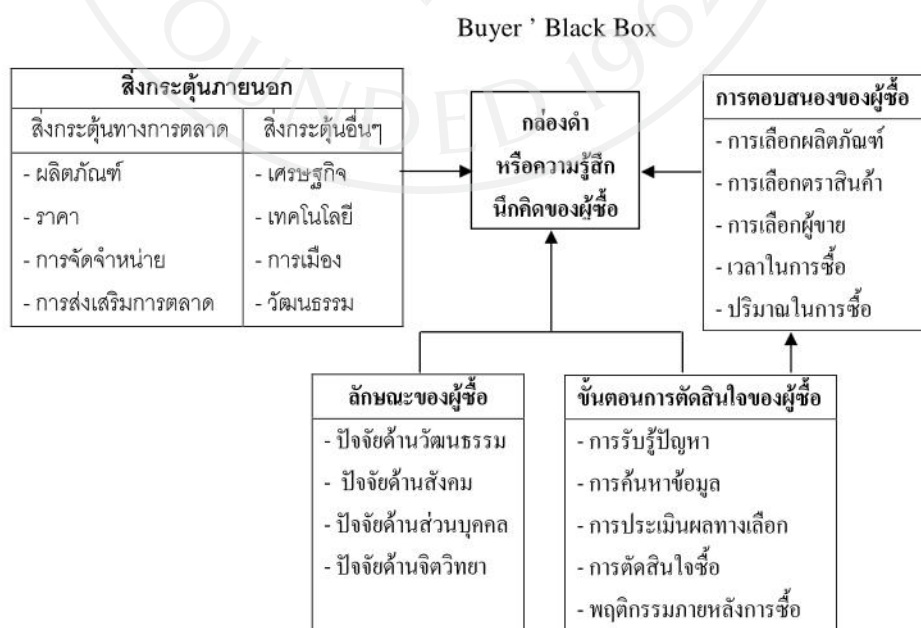 Buyer ’ Black Box
สิ่งกระตุ้นภายนอก
สิ่งกระตุ้นทางการตลาด
- ผลิตภัณฑ์
- ราคา
- การจัดจำหน่าย
- การส่งเสริมการตลาด
สิ่งกระตุ้นอื่นๆ
- เศรษฐกิจ
- เทคโนโลยี
- การเมือง
- วัฒนธรรม
กล่องดำ
หรือความรู้สึก
นึกคิดของผู้ซื้อ
การตอบสนองของผู้ซื้อ
- การเลือกผลิตภัณฑ์
- การเลือกตราสินค้า
- การเลือกผู้ขาย
- เวลาในการซื้อ
- ปริมาณในการซื้อ
ลักษณะของผู้ซื้อ
- ปัจจัยด้านวัฒนธรรม
- ปัจจัยด้านสังคม
- ปัจจัยด้านส่วนบุคคล
- ปัจจัยด้านจิตวิทยา
ขั้นตอนการตัดสินใจของผู้ซื้อ
- การรับรู้ปัญหา
- การค้นหาข้อมูล
- การประเมินผลทางเลือก
- การตัดสินใจซื้อ
- พฤติกรรมภายหลังการซื้อ
OUNDED 1962